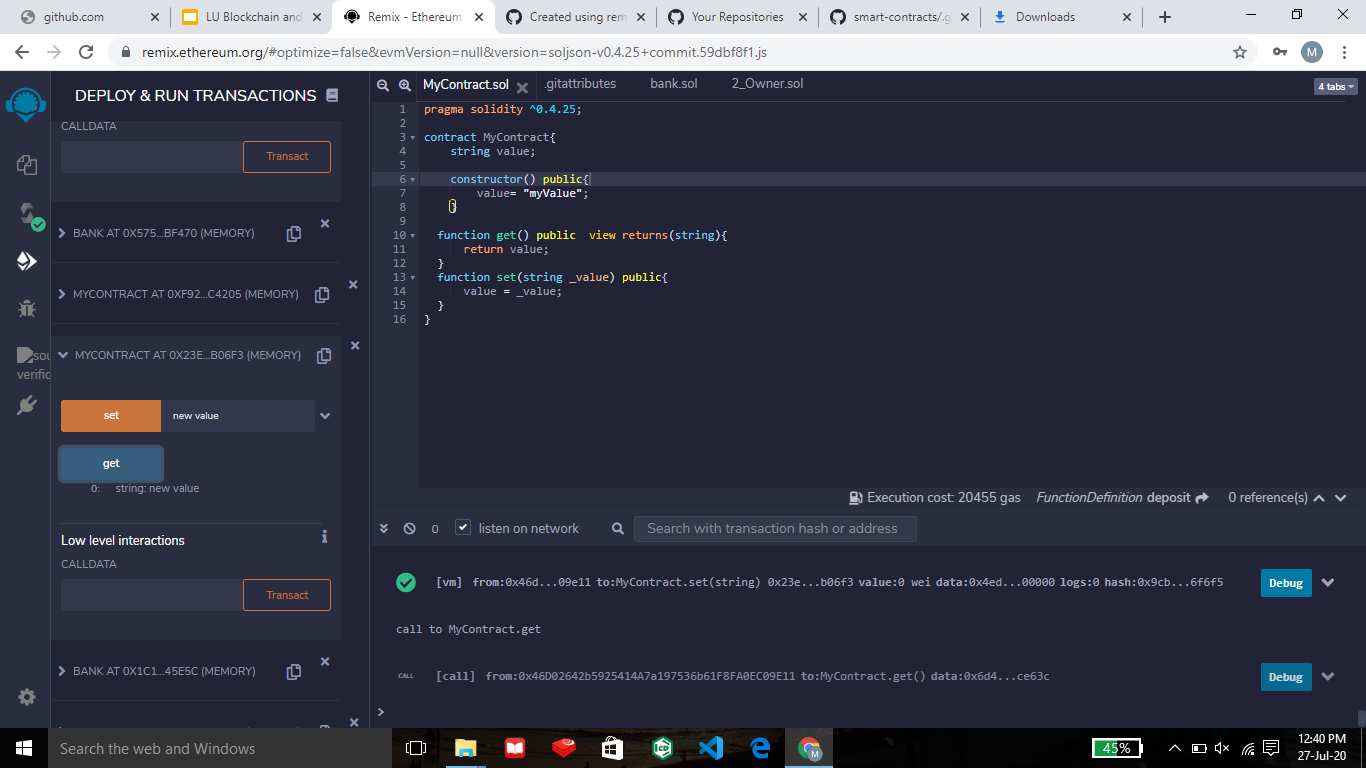 github.com
LU Blockchain and
Remix - Ethereum
Created using rem
Your Repositories
smart-contracts/.g
Downloads
remix.ethereum.org/#optimize=false&evmVersion=null&version=soljson-v0.4.25+commit.59dbf8f1.js
M
DEPLOY & RUN TRANSACTIONS
CALLDATA
Transact
BANK AT 0X575...BF470 (MEMORY)
MYCONTRACT AT 0XF92...C4205 (MEMORY)
MYCONTRACT AT 0X23E...B06F3 (MEMORY)
set
new value
get
0: string: new value
Low level interactions
CALLDATA
Transact
BANK AT 0X1C1...45E5C (MEMORY)
sou
verific
MyContract.sol
.gitattributes
bank.sol
2_Owner.sol
4 tabs
1 pragma solidity ^0.4.25;
2
3 contract MyContract{
4 string value;
5
6 constructor() public{
7 value= "myValue";
8 }
9
10 function get() public  view returns(string){
11 return value;
12 }
13 function set(string _value) public{
14 value = _value;
15 }
16 }
Execution cost: 20455 gas FunctionDefinition deposit 0 reference(s)
0 listen on network Search with transaction hash or address
[vm] from:0x46d...09e11 to:MyContract.set(string) 0x23e...b06f3 value:0 wei data:0x4ed...00000 logs:0 hash:0x9cb...6f6f5 Debug
call to MyContract.get
CALL [call] from:0x46D02642b5925414A7a197536b61F8FA0EC09E11 to:MyContract.get() data:0x6d4...ce63c Debug
>
Search the web and Windows
45%
12:40 PM
27-Jul-20